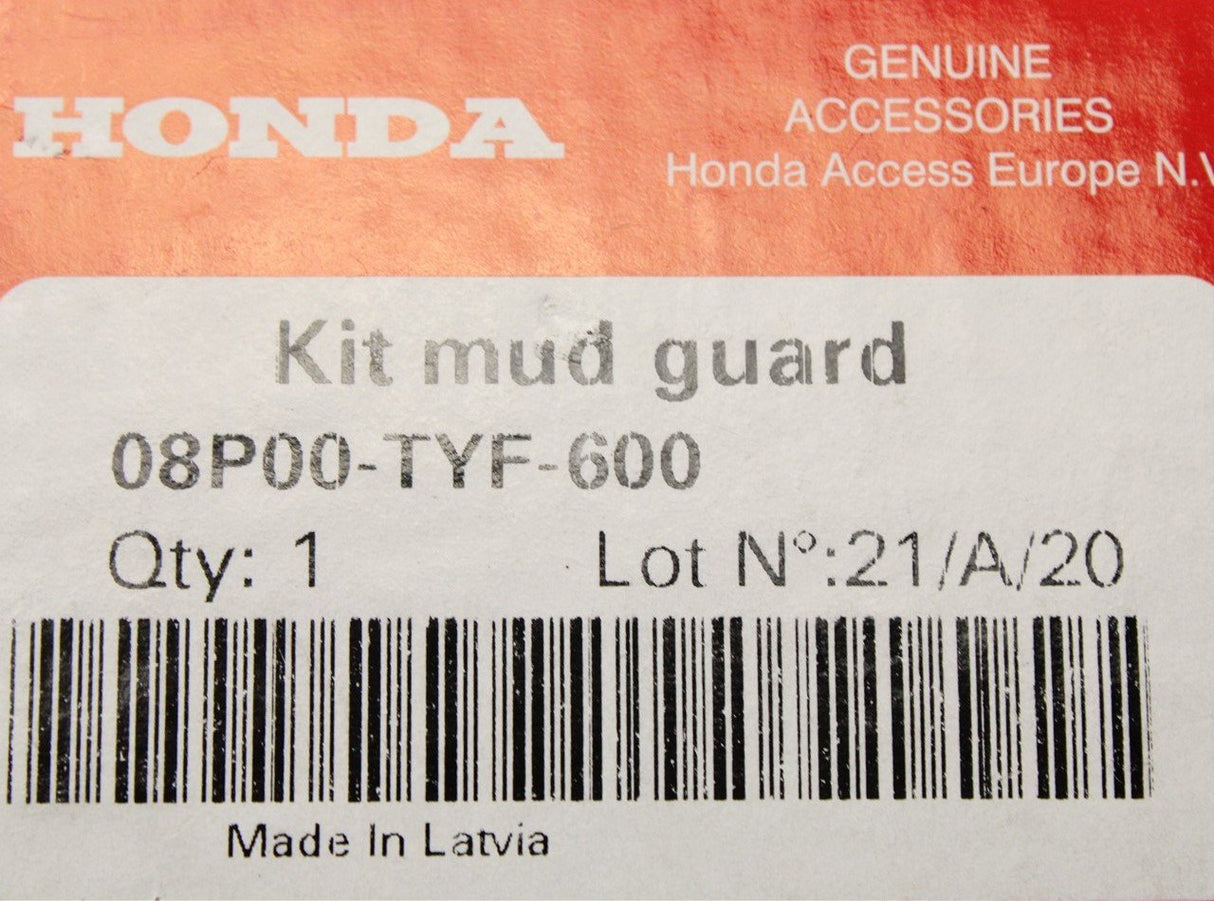 HONDA
GENUINE
ACCESSORIES
Honda Access Europe N.V
Kit mud guard
08P00-TYF-600
Qty: 1 Lot N°:21/A/20
Made In Latvia